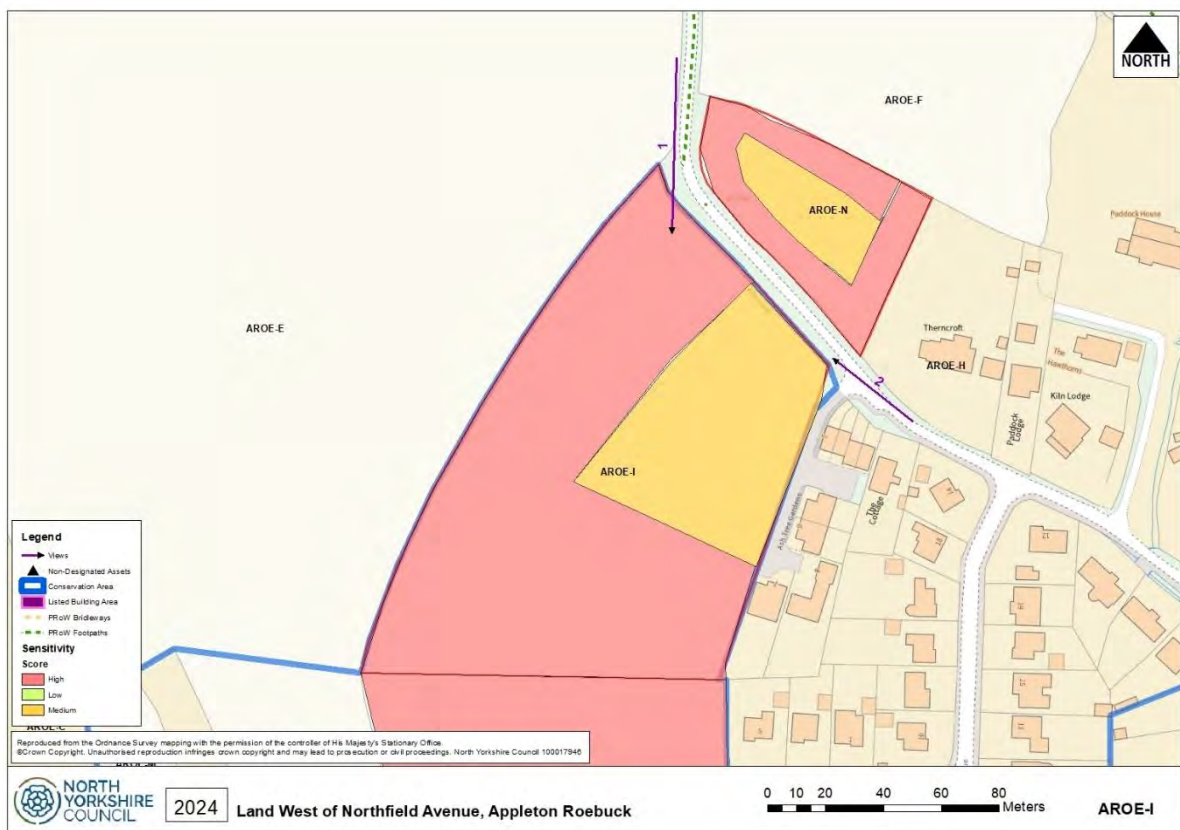 NORTH
AROE-F
1
AROE-N
Paddock House
AROE-E
Therncroft
AROE-H
The Hawthorns
Kiln Lodge
Paddock Lodge
2
AROE-I
Ash Tree Gardens
The Cottage
Legend
Views
Non-Designated Assets
Conservation Area
Listed Building Area
PRoW Bridleways
PRoW Footpaths
Sensitivity
Score
High
Low
Medium
AROE-C
AROE-M
Reproduced from the Ordnance Survey mapping with the permission of the controller of His Majesty's Stationary Office.
©Crown Copyright. Unauthorised reproduction infringes crown copyright and may lead to prosecution or civil proceedings. North Yorkshire Council 100017946
NORTH
YORKSHIRE
COUNCIL
2024
Land West of Northfield Avenue, Appleton Roebuck
0 10 20 40 60 80
Meters
AROE-I